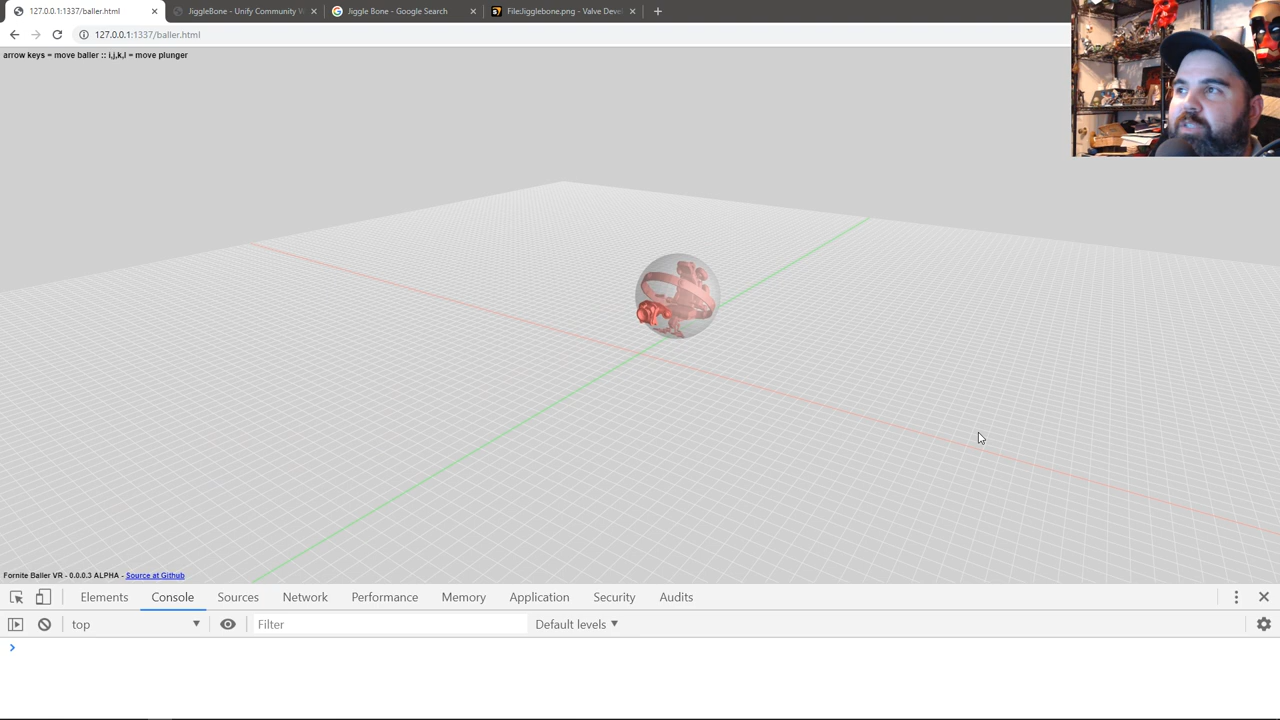 127.0.0.1:1337/baller.html
JiggleBone - Unify Community W
Jiggle Bone - Google Search
File:Jigglebone.png - Valve Deve
127.0.0.1:1337/baller.html
arrow keys = move baller :: i,j,k,l = move plunger
Fornite Baller VR - 0.0.0.3 ALPHA - Source at Github
Elements Console Sources Network Performance Memory Application Security Audits
top Filter Default levels